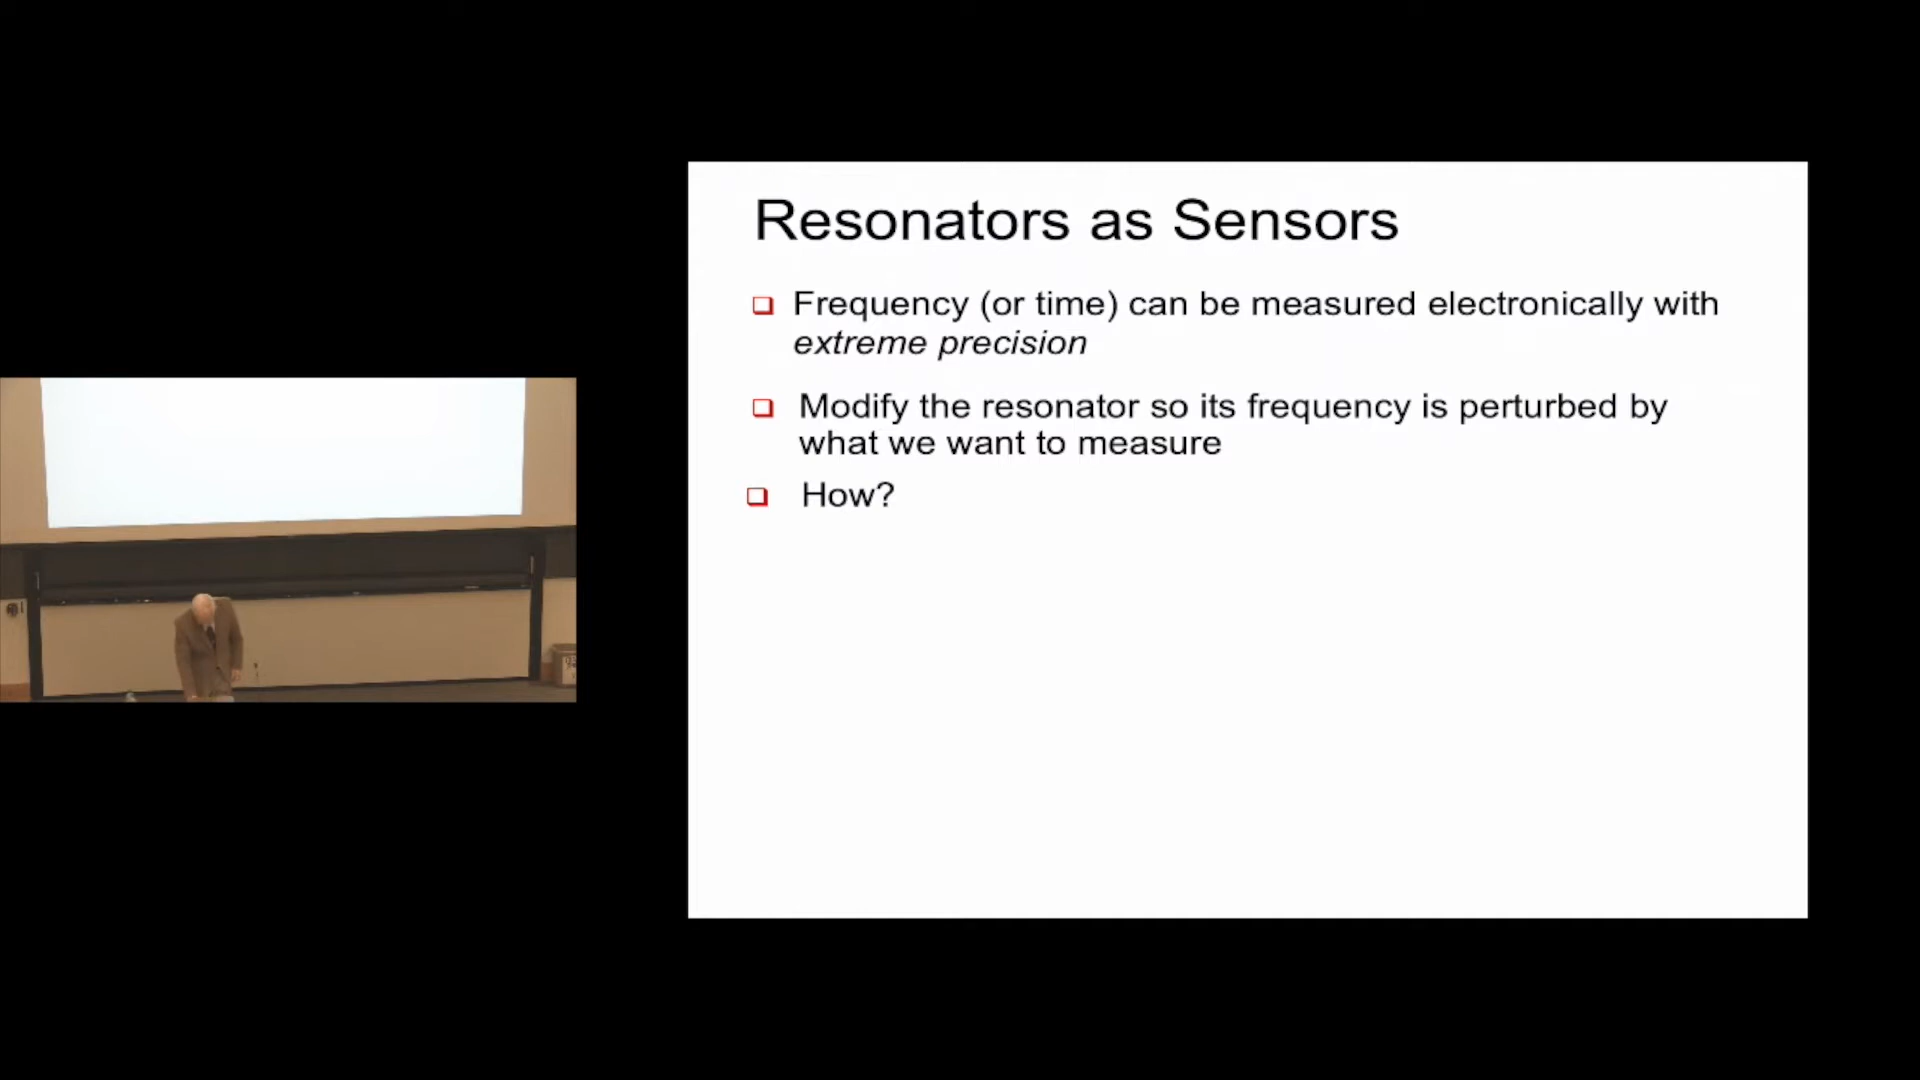 Resonators as Sensors
Frequency (or time) can be measured electronically with
extreme precision
Modify the resonator so its frequency is perturbed by
what we want to measure
How?